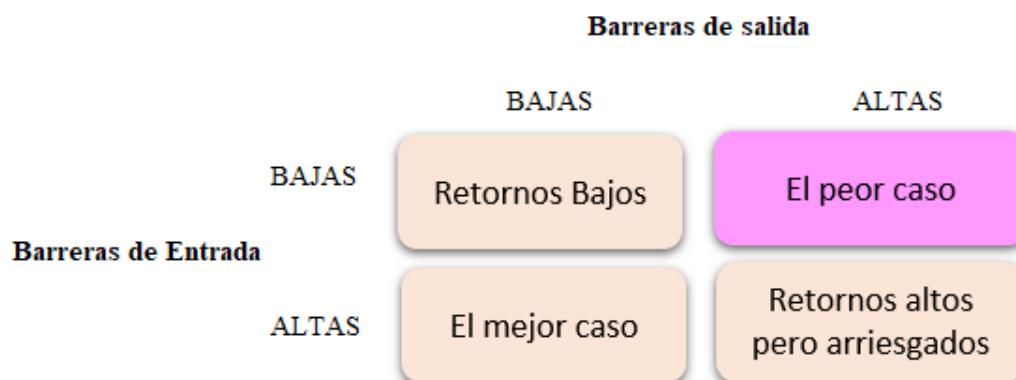 Barreras de salida
BAJAS
ALTAS
BAJAS
Retornos Bajos
El peor caso
Barreras de Entrada
ALTAS
El mejor caso
Retornos altos
pero arriesgados